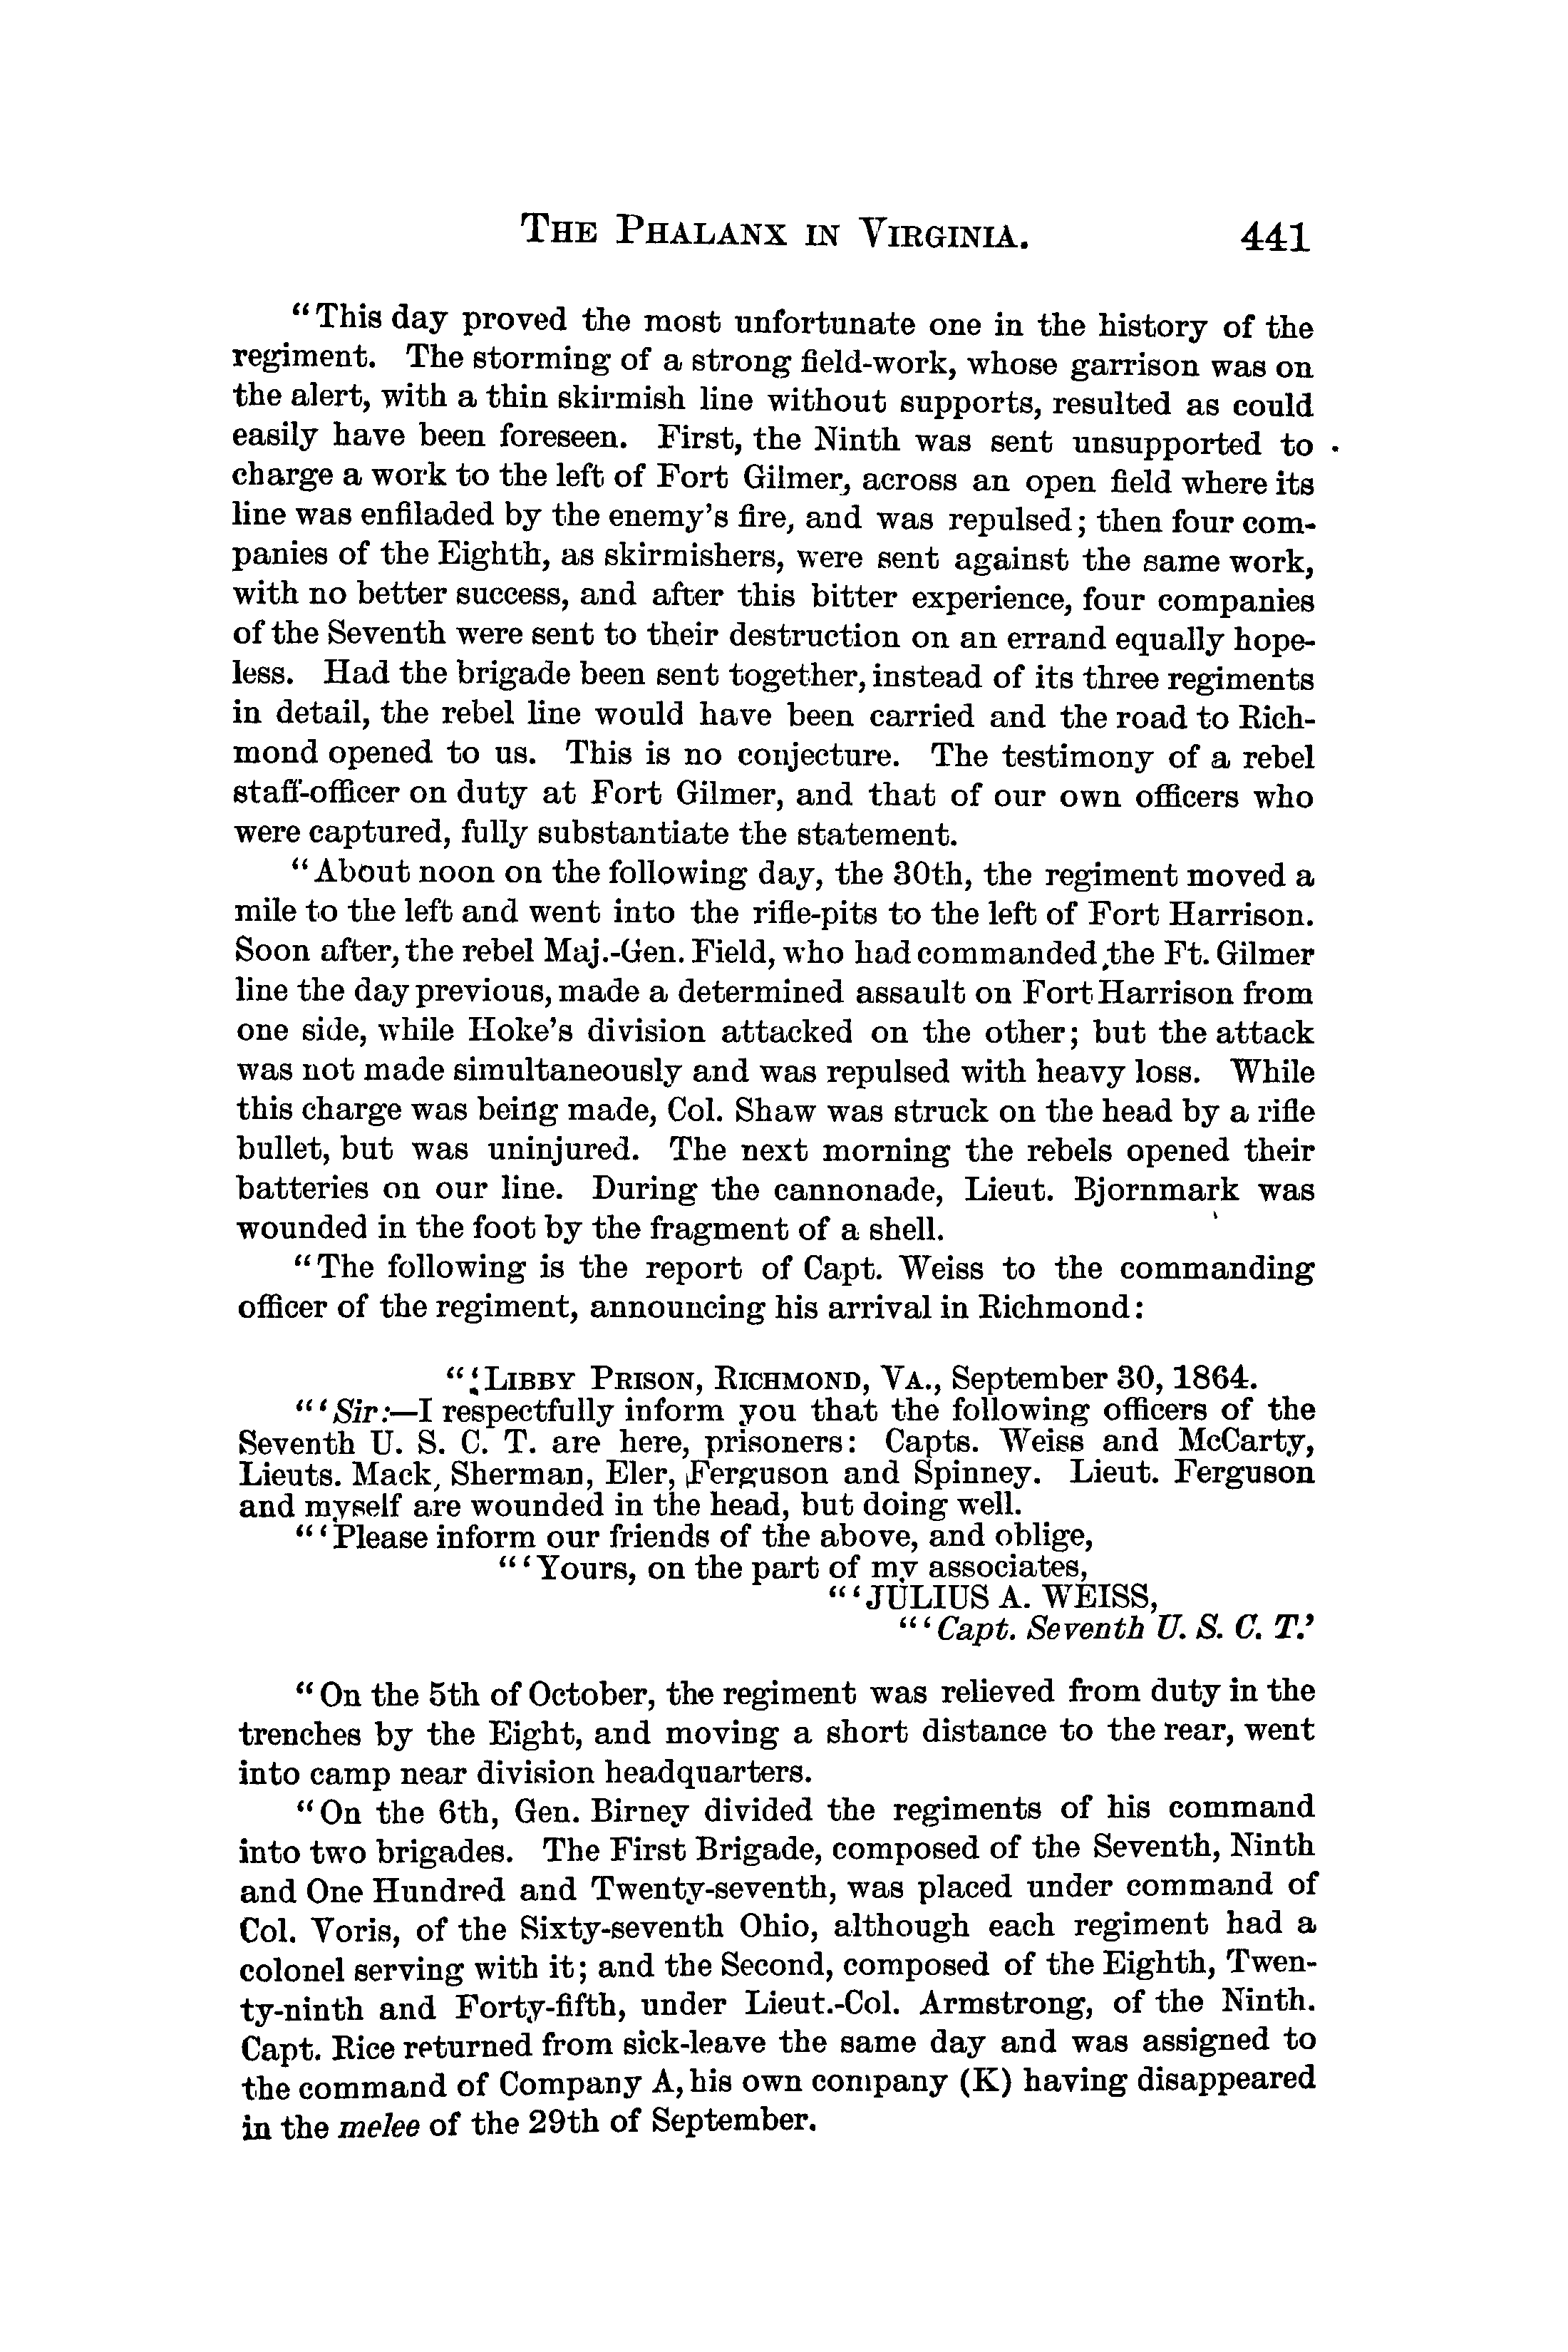 THE PHALANX IN VIRGINIA. 441
“This day proved the most unfortunate one in the history of the
regiment. The storming of a strong field-work, whose garrison was on
the alert, with a thin skirmish line without supports, resulted as could
easily have been foreseen. First, the Ninth was sent unsupported to
charge a work to the left of Fort Gilmer, across an open field where its
line was enfiladed by the enemy’s fire, and was repulsed; then four com-
panies of the Eighth, as skirmishers, were sent against the same work,
with no better success, and after this bitter experience, four companies
of the Seventh were sent to their destruction on an errand equally hope-
less. Had the brigade been sent together, instead of its three regiments
in detail, the rebel line would have been carried and the road to Rich-
mond opened to us. This is no conjecture. The testimony of a rebel
staff-officer on duty at Fort Gilmer, and that of our own officers who
were captured, fully substantiate the statement.
“About noon on the following day, the 30th, the regiment moved a
mile to the left and went into the rifle-pits to the left of Fort Harrison.
Soon after, the rebel Maj.-Gen. Field, who had commanded the Ft. Gilmer
line the day previous, made a determined assault on Fort Harrison from
one side, while Hoke’s division attacked on the other; but the attack
was not made simultaneously and was repulsed with heavy loss. While
this charge was being made, Col. Shaw was struck on the head by a rifle
bullet, but was uninjured. The next morning the rebels opened their
batteries on our line. During the cannonade, Lieut. Bjornmark was
wounded in the foot by the fragment of a shell.
“The following is the report of Capt. Weiss to the commanding
officer of the regiment, announcing his arrival in Richmond:
“‘LIBBY PRISON, RICHMOND, VA., September 30, 1864.
“‘Sir:—I respectfully inform you that the following officers of the
Seventh U. S. C. T. are here, prisoners: Capts. Weiss and McCarty,
Lieuts. Mack, Sherman, Eler, Ferguson and Spinney. Lieut. Ferguson
and myself are wounded in the head, but doing well.
“‘Please inform our friends of the above, and oblige,
“‘Yours, on the part of my associates,
“‘JULIUS A. WEISS,
“‘Capt. Seventh U. S. C. T.’
“On the 5th of October, the regiment was relieved from duty in the
trenches by the Eight, and moving a short distance to the rear, went
into camp near division headquarters.
“On the 6th, Gen. Birney divided the regiments of his command
into two brigades. The First Brigade, composed of the Seventh, Ninth
and One Hundred and Twenty-seventh, was placed under command of
Col. Voris, of the Sixty-seventh Ohio, although each regiment had a
colonel serving with it; and the Second, composed of the Eighth, Twen-
ty-ninth and Forty-fifth, under Lieut.-Col. Armstrong, of the Ninth.
Capt. Rice returned from sick-leave the same day and was assigned to
the command of Company A, his own company (K) having disappeared
in the melee of the 29th of September.